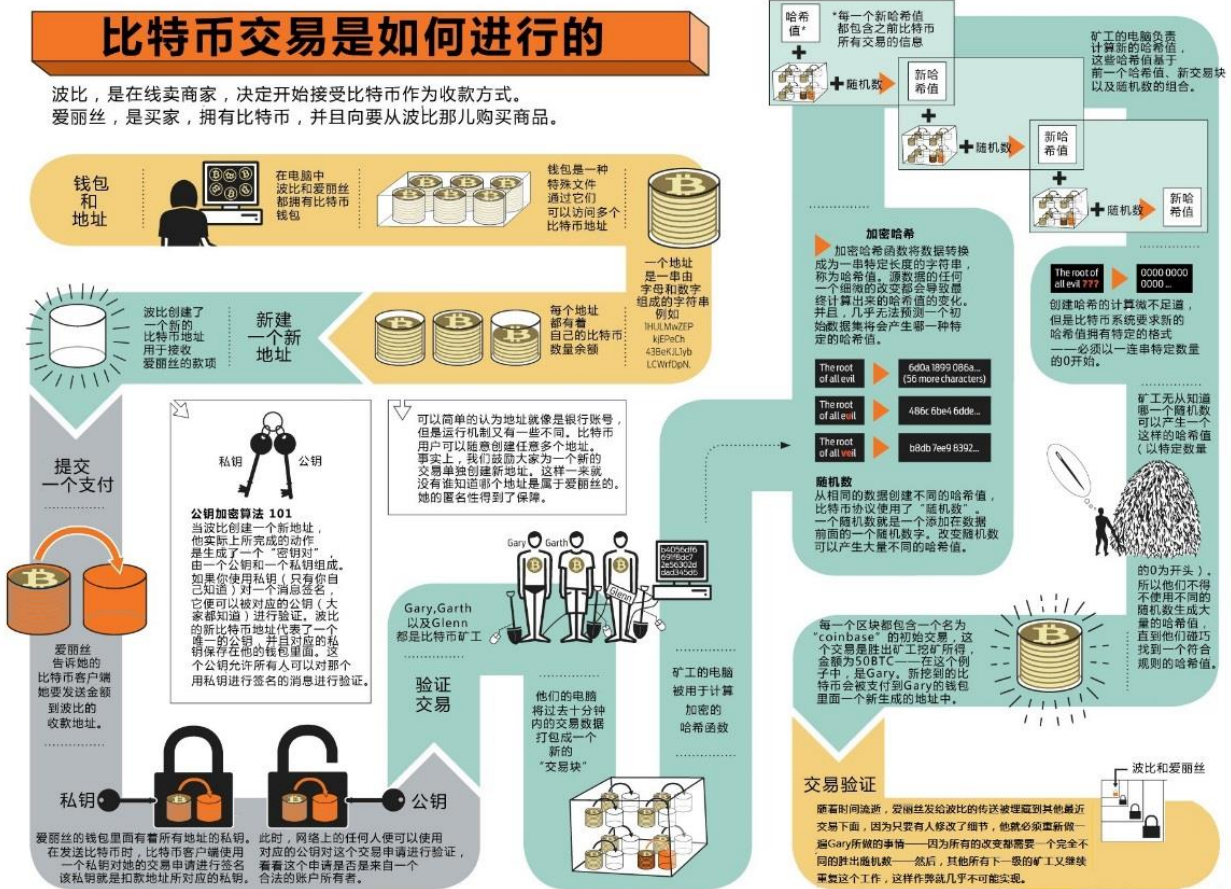 比特币交易是如何进行的
波比，是在线卖商家，决定开始接受比特币作为收款方式。
爱丽丝，是买家，拥有比特币，并且向要从波比那儿购买商品。
钱包
和
地址
在电脑中
波比和爱丽丝
都拥有比特币
钱包
钱包是一种
特殊文件
通过它们
可以访问多个
比特币地址
一个地址
是一串由
字母和数字
组成的字符串
例如
1HULMwZEP
kjEPeCh
43BeKJL1yb
LCWrfDpN.
每个地址
都有着
自己的比特币
数量余额
新建
一个新
地址
波比创建了
一个新的
比特币地址
用于接收
爱丽丝的款项
提交
一个支付
爱丽丝
告诉她的
比特币客户端
她要发送金额
到波比的
收款地址。
私钥
公钥
公钥加密算法 101
当波比创建一个新地址，
他实际上所完成的动作
是生成了一个“密钥对”，
由一个公钥和一个私钥组成。
如果你使用私钥（只有你自
己知道）对一个消息签名，
它便可以被对应的公钥（大
家都知道）进行验证。波比
的新比特币地址代表了一个
唯一的公钥，并且对应的私
钥保存在他的钱包里面。这
个公钥允许所有人可以对那个
用私钥进行签名的消息进行验证。
可以简单的认为地址就像是银行账号，
但是运行机制又有一些不同。比特币
用户可以随意创建任意多个地址。
事实上，我们鼓励大家为一个新的
交易单独创建新地址。这样一来就
没有谁知道哪个地址是属于爱丽丝的。
她的匿名性得到了保障。
私钥
公钥
爱丽丝的钱包里面有着所有地址的私钥。
在发送比特币时，比特币客户端使用
一个私钥对她的交易申请进行签名
该私钥就是扣款地址所对应的私钥。
此时，网络上的任何人便可以使用
对应的公钥对这个交易申请进行验证，
看看这个申请是否是来自一个
合法的账户所有者。
验证
交易
Gary,Garth
以及Glenn
都是比特币矿工
Gary
Garth
Glenn
b4056df6
691f8dc7
2e56302d
dad345d6
他们的电脑
将过去十分钟
内的交易数据
打包成一个
新的
“交易块”
矿工的电脑
被用于计算
加密的
哈希函数
哈希
值*
*每一个新哈希值
都包含之前比特币
所有交易的信息
+
+随机数
新哈
希值
+
+随机数
新哈
希值
+
+随机数
新哈
希值
矿工的电脑负责
计算新的哈希值，
这些哈希值基于
前一个哈希值、新交易块
以及随机数的组合。
加密哈希
加密哈希函数将数据转换
成为一串特定长度的字符串，
称为哈希值。源数据的任何
一个细微的改变都会导致最
终计算出来的哈希值的变化。
并且，几乎无法预测一个初
始数据集将会产生哪一种特
定的哈希值。
The root
of all evil
6d0a 1899 086a...
(56 more characters)
The root
of all evil
486c 6be4 6dde...
The root
of all veil
b8db 7ee9 8392...
随机数
从相同的数据创建不同的哈希值，
比特币协议使用了“随机数”。
一个随机数就是一个添加在数据
前面的一个随机数字。改变随机数
可以产生大量不同的哈希值。
The root of
all evil ???
0000 0000
0000 ...
创建哈希的计算微不足道，
但是比特币系统要求新的
哈希值拥有特定的格式
——必须以一连串特定数量
的0开始。
矿工无从知道
哪一个随机数
可以产生一个
这样的哈希值
（以特定数量
的0为开头）。
所以他们不得
不使用不同的
随机数生成大
量的哈希值，
直到他们碰巧
找到一个符合
规则的哈希值。
每一个区块都包含一个名为
“coinbase”的初始交易，这
个交易是胜出矿工挖矿所得，
金额为50BTC——在这个例
子中，是Gary。新挖到的比
特币会被支付到Gary的钱包
里面一个新生成的地址中。
交易验证
随着时间流逝，爱丽丝发给波比的传送被埋藏到其他最近
交易下面，因为只要有人修改了细节，他就必须重新做一
遍Gary所做的事情——因为所有的改变都需要一个完全不
同的胜出随机数——然后，其他所有下一级的矿工又继续
重复这个工作，这样作弊就几乎不可能实现。
波比和爱丽丝